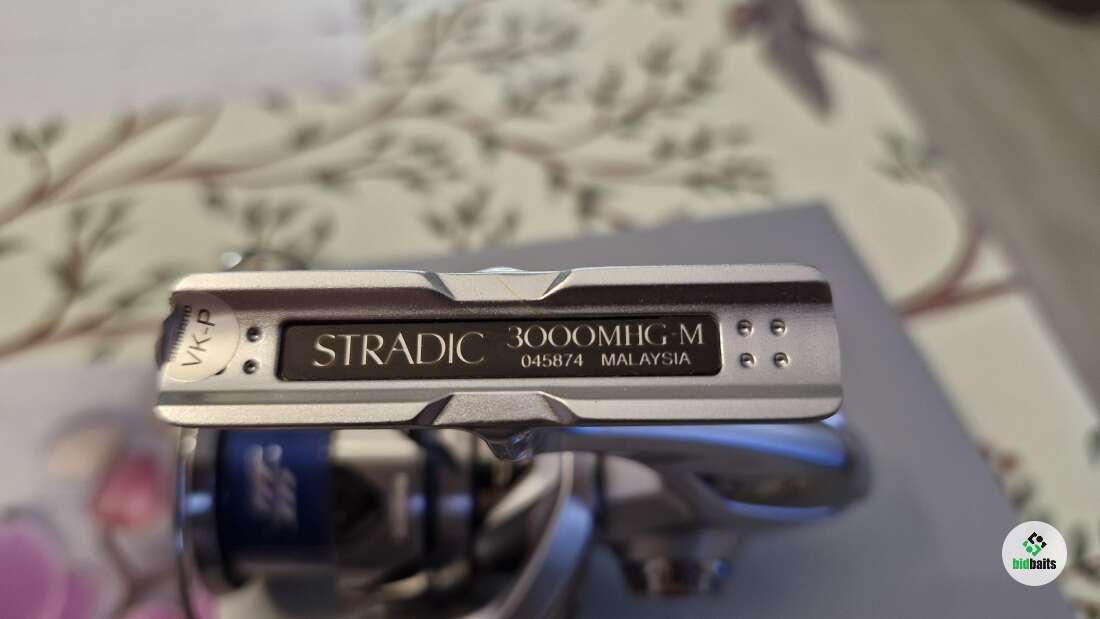 VK-P
STRADIC 3000MHG-M
045874 MALAYSIA
bidbaits